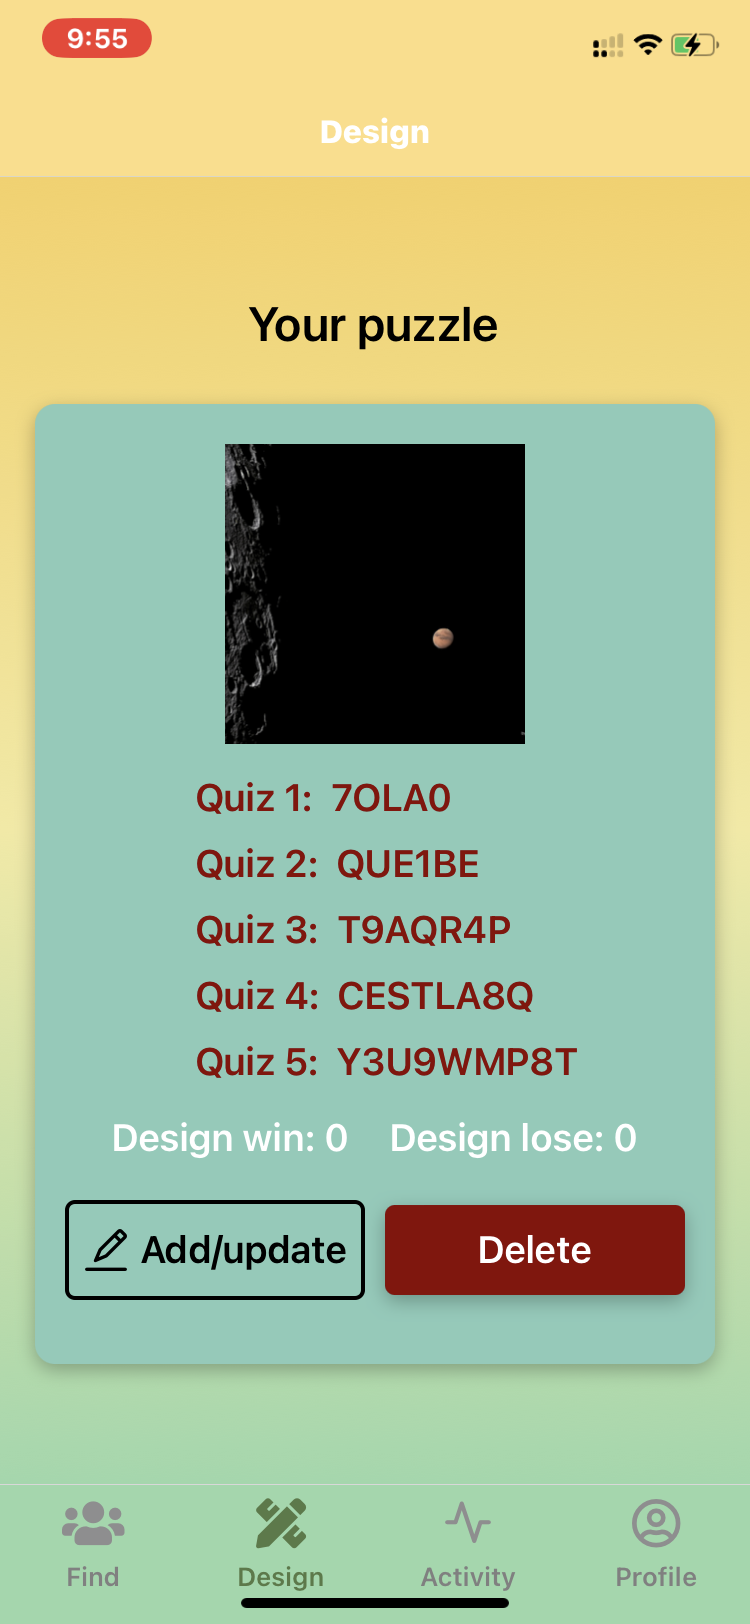 9:55
Design
Your puzzle
Quiz 1: 7OLA0
Quiz 2: QUE1BE
Quiz 3: T9AQR4P
Quiz 4: CESTLA8Q
Quiz 5: Y3U9WMP8T
Design win: 0 Design lose: 0
Add/update Delete
Find Design Activity Profile